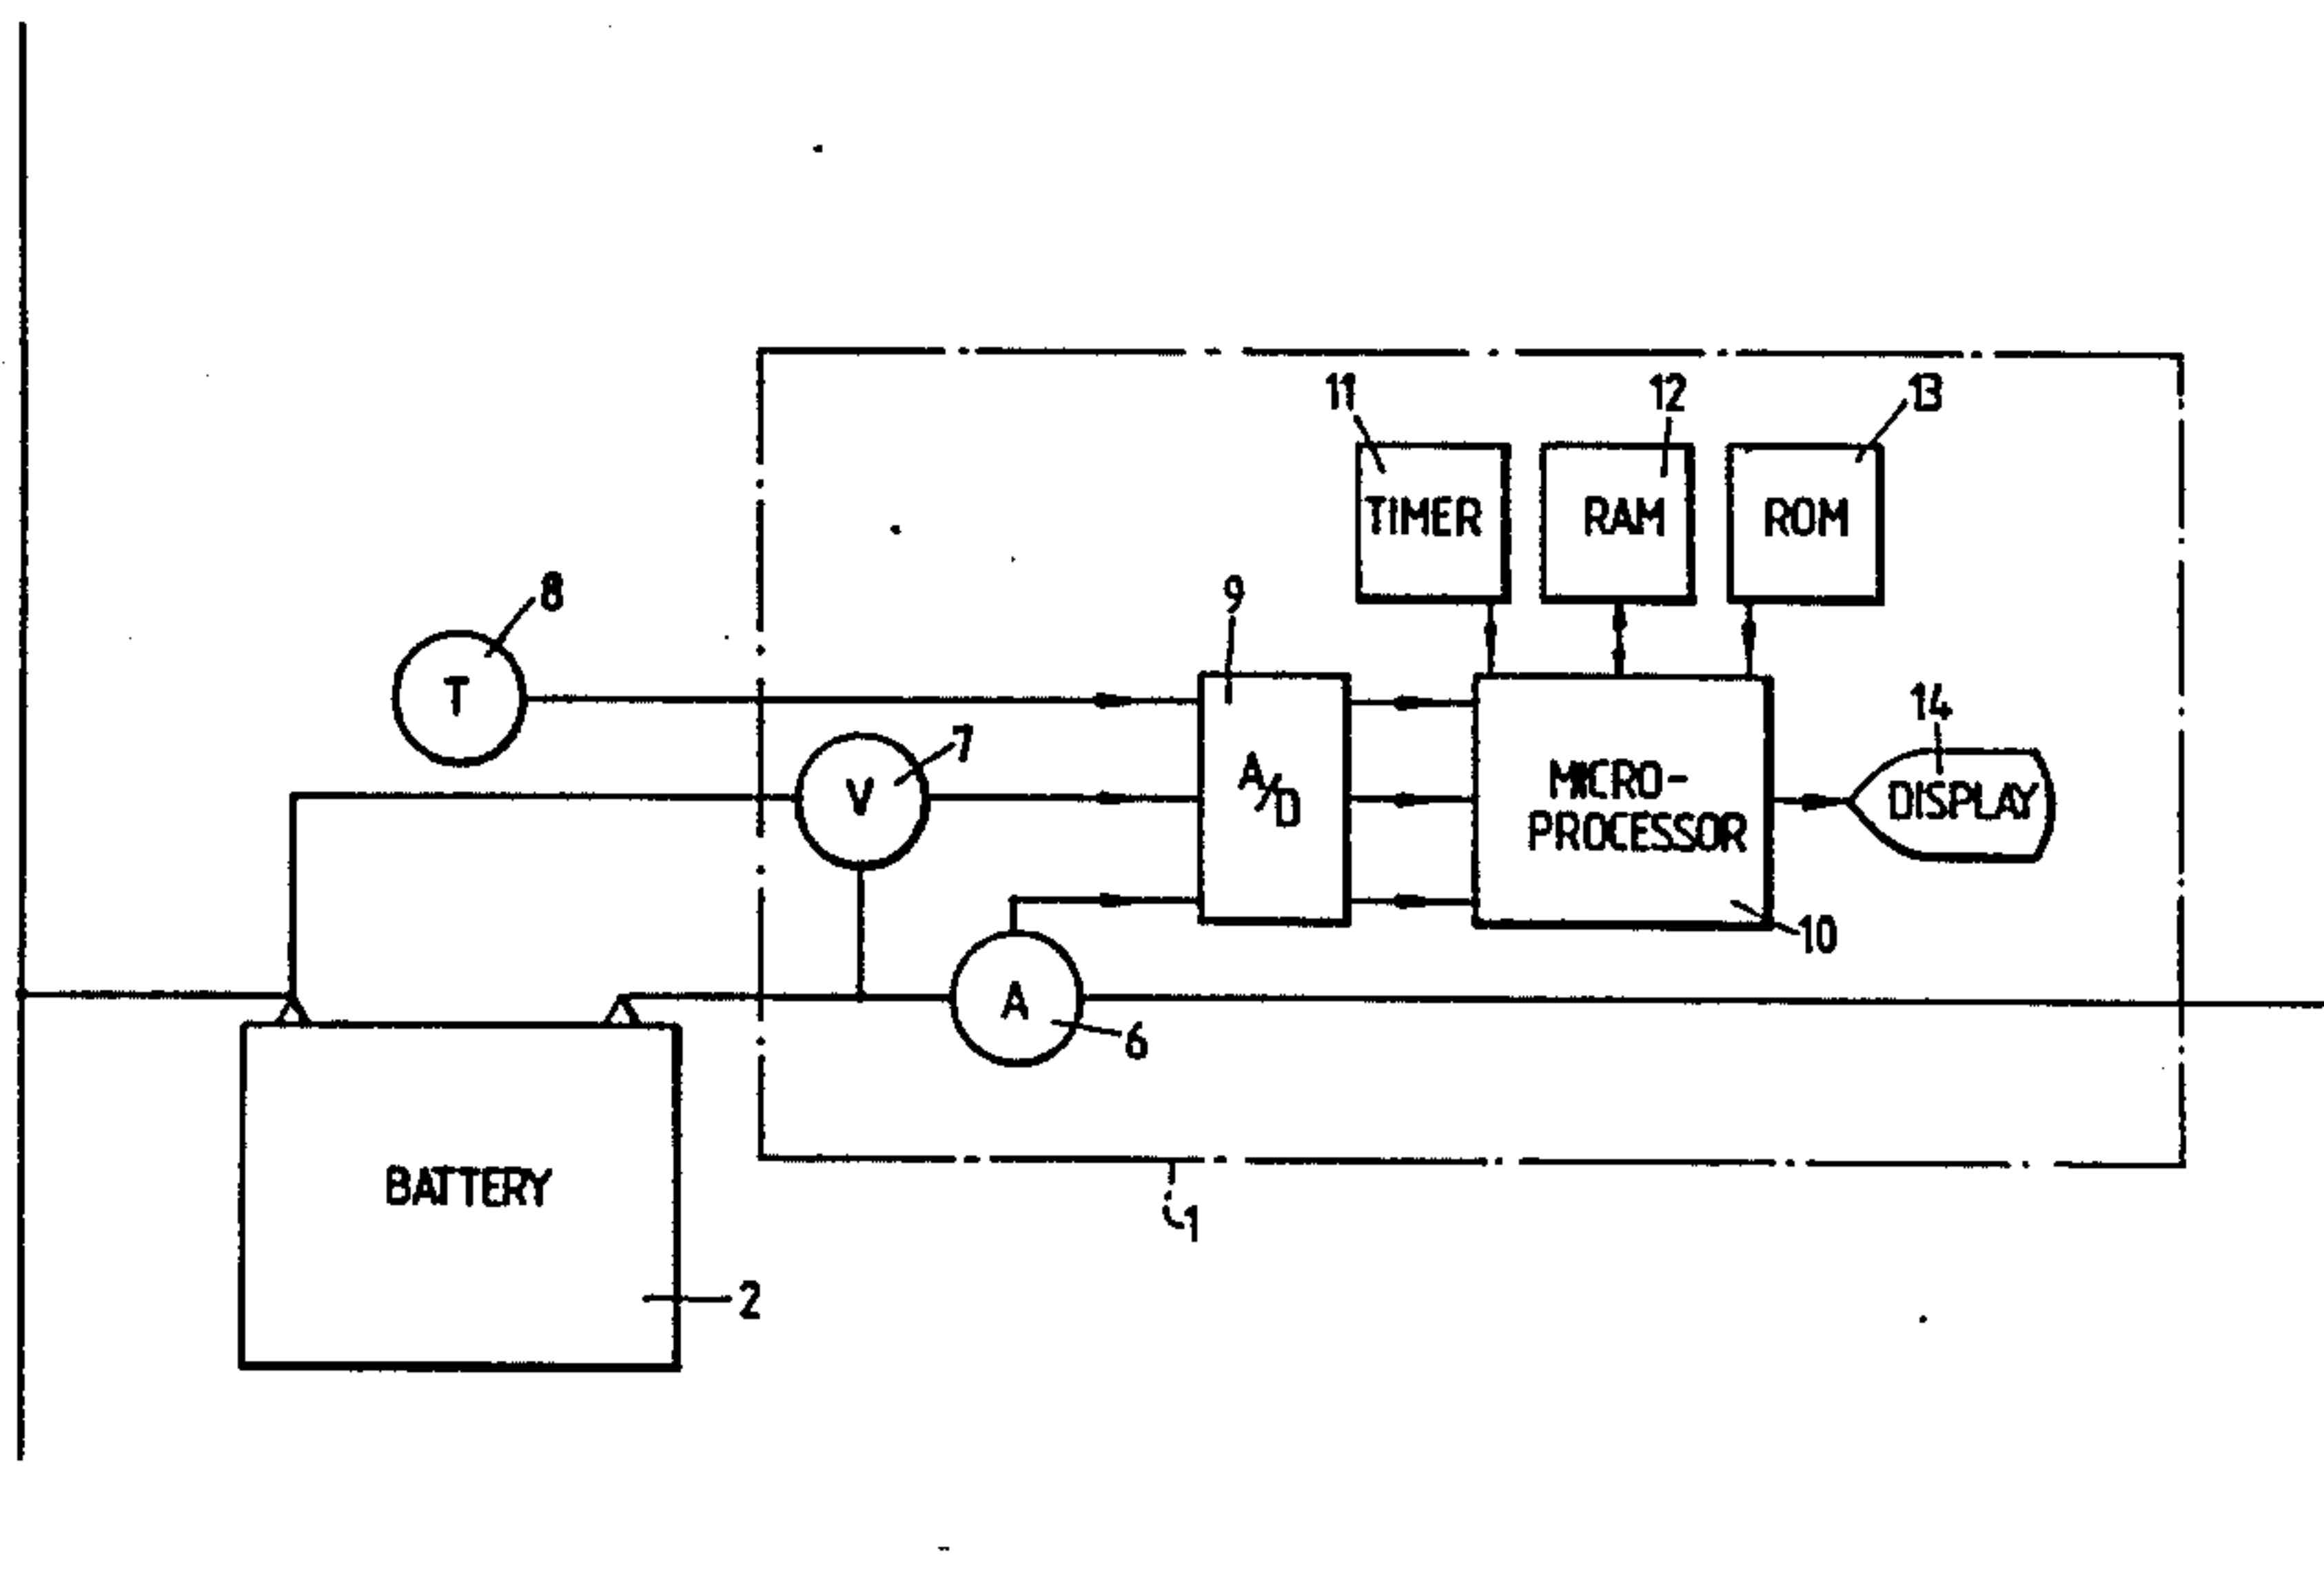 11
12
13
TIMER
RAM
ROM
8
9
T
7
14
V
A/D
MICRO-
PROCESSOR
DISPLAY
10
A
6
BATTERY
1
2